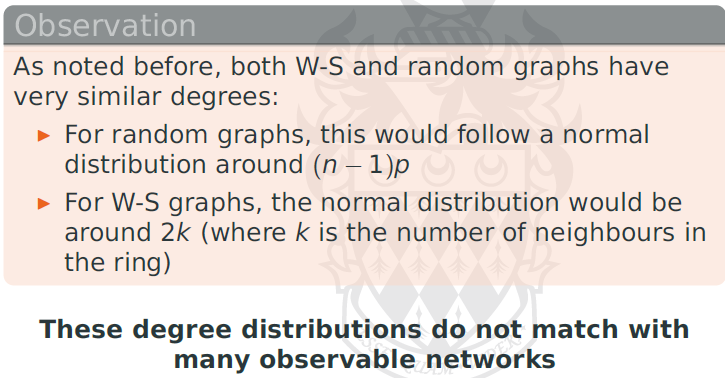 Observation
As noted before, both W-S and random graphs have
very similar degrees:
► For random graphs, this would follow a normal
distribution around (n − 1)p
► For W-S graphs, the normal distribution would be
around 2k (where k is the number of neighbours in
the ring)
These degree distributions do not match with
many observable networks